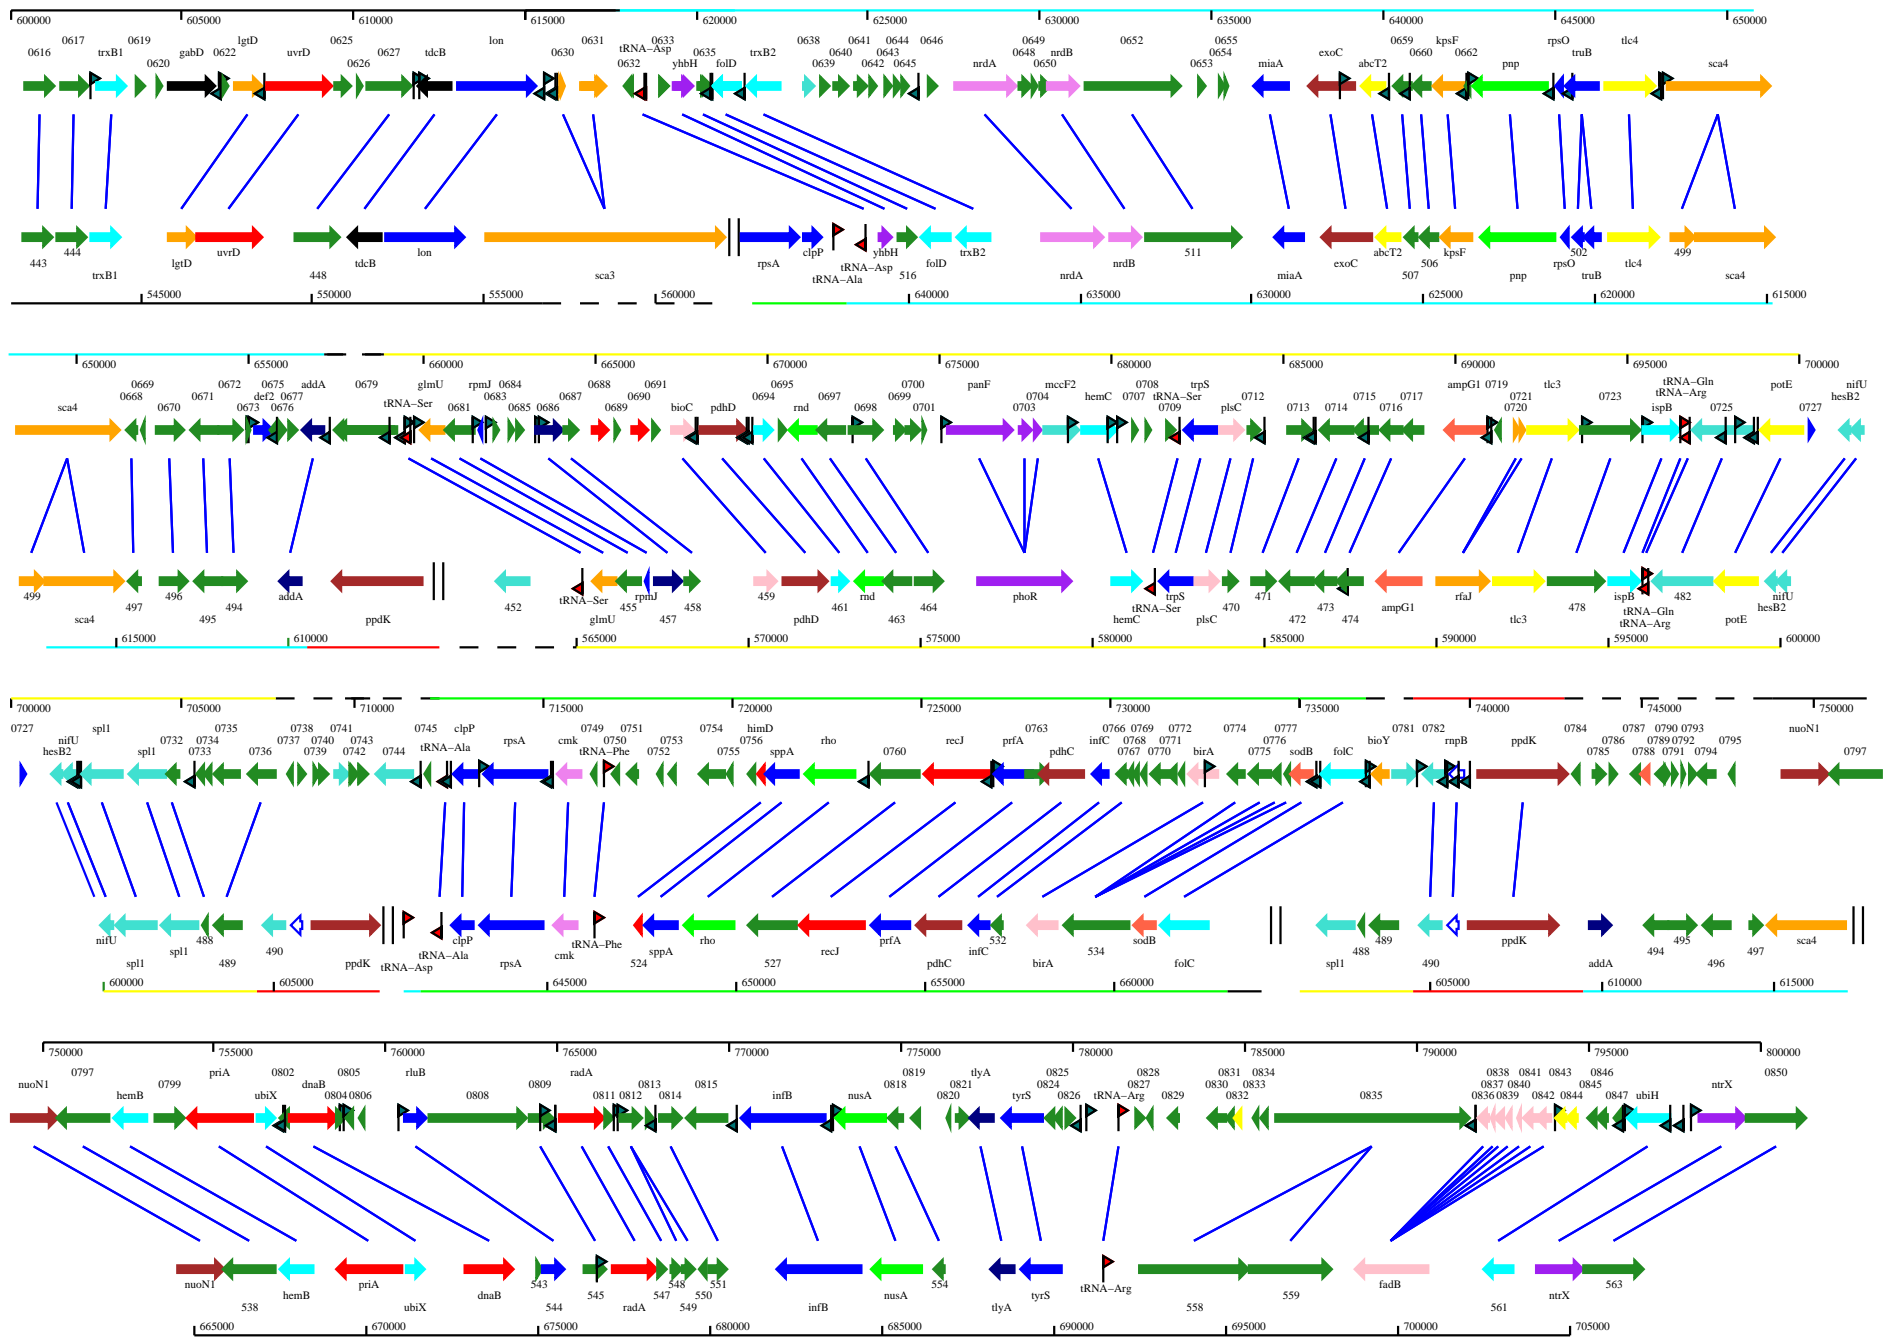 600000 605000 610000 615000 620000 625000 630000 635000 640000 645000 650000
0616 0617 trxB1 0619 0620 gabD 0622 lgtD uvrD 0625 0626 0627 tdcB lon 0630 0631 0632 tRNA−Asp 0633 yhbH 0635 folD trxB2 0638 0639 0641 0640 0642 0643 0644 0645 0646 nrdA 0648 0649 0650 nrdB 0652 0653 0654 0655 miaA exoC abcT2 0659 0660 kpsF 0662 pnp rpsO truB tlc4 sca4
443 444 trxB1 lgtD uvrD 448 tdcB lon sca3 rpsA clpP tRNA−Ala tRNA−Asp yhbH 516 folD trxB2 nrdA nrdB 511 miaA exoC abcT2 507 506 kpsF pnp rpsO 502 truB tlc4 499 sca4
545000 550000 555000 560000 640000 635000 630000 625000 620000 615000
650000 655000 660000 665000 670000 675000 680000 685000 690000 695000 700000
sca4 0668 0669 0670 0671 0672 0673 def2 0675 0676 0677 addA 0679 tRNA−Ser glmU 0681 rpmJ 0683 0684 0685 0686 0687 0688 0689 0690 0691 bioC pdhD 0694 0695 rnd 0697 0698 0699 0700 0701 panF 0703 0704 mccF2 hemC 0707 0708 0709 tRNA−Ser trpS plsC 0712 0713 0714 0715 0716 0717 ampG1 0719 0720 0721 tlc3 0723 ispB tRNA−Gln tRNA−Arg 0725 potE 0727 hesB2 nifU
499 sca4 497 496 495 494 addA ppdK 452 tRNA−Ser glmU 455 rpmJ 457 458 459 pdhD 461 rnd 463 464 phoR hemC tRNA−Ser trpS plsC 470 471 472 473 474 ampG1 rfaJ tlc3 478 ispB tRNA−Gln tRNA−Arg 482 potE hesB2 nifU
615000 610000 565000 570000 575000 580000 585000 590000 595000 600000
700000 705000 710000 715000 720000 725000 730000 735000 740000 745000 750000
0727 hesB2 nifU spl1 spl1 0732 0733 0734 0735 0736 0737 0738 0739 0740 0741 0742 0743 0744 0745 tRNA−Ala clpP rpsA cmk 0749 tRNA−Phe 0750 0751 0752 0753 0754 0755 0756 himD sppA rho 0760 recJ prfA 0763 pdhC infC 0766 0767 0768 0769 0770 0771 0772 birA 0774 0775 0776 0777 sodB folC bioY 0781 0782 rnpB ppdK 0784 0785 0786 0787 0788 0789 0790 0791 0792 0793 0794 0795 nuoN1 0797
nifU spl1 spl1 488 489 490 ppdK tRNA−Asp tRNA−Ala clpP rpsA cmk tRNA−Phe 524 sppA rho 527 recJ prfA pdhC infC 532 birA 534 sodB folC spl1 488 489 490 ppdK addA 494 495 496 497 sca4
600000 605000 645000 650000 655000 660000 605000 610000 615000
750000 755000 760000 765000 770000 775000 780000 785000 790000 795000 800000
nuoN1 0797 hemB 0799 priA ubiX 0802 dnaB 0804 0805 0806 rluB 0808 0809 radA 0811 0812 0813 0814 0815 infB nusA 0818 0819 0820 0821 tlyA tyrS 0824 0825 0826 tRNA−Arg 0827 0828 0829 0830 0831 0832 0833 0834 0835 0836 0837 0838 0839 0840 0841 0842 0843 0844 0845 0846 0847 ubiH ntrX 0850
nuoN1 538 hemB priA ubiX dnaB 543 544 545 radA 547 548 549 550 551 infB nusA 554 tlyA tyrS tRNA−Arg 558 559 fadB 561 ntrX 563
665000 670000 675000 680000 685000 690000 695000 700000 705000